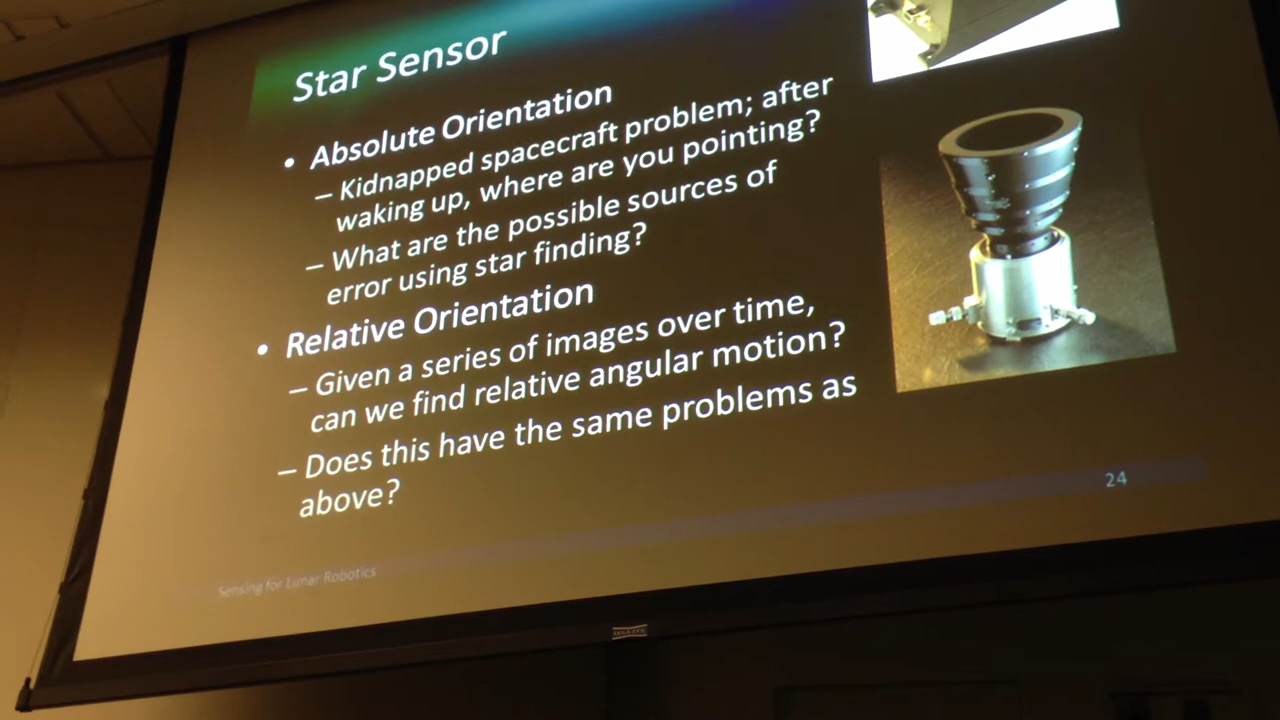 Star Sensor
• Absolute Orientation
– Kidnapped spacecraft problem; after
waking up, where are you pointing?
– What are the possible sources of
error using star finding?
• Relative Orientation
– Given a series of images over time,
can we find relative angular motion?
– Does this have the same problems as
above?
24
Sensing for Lunar Robotics